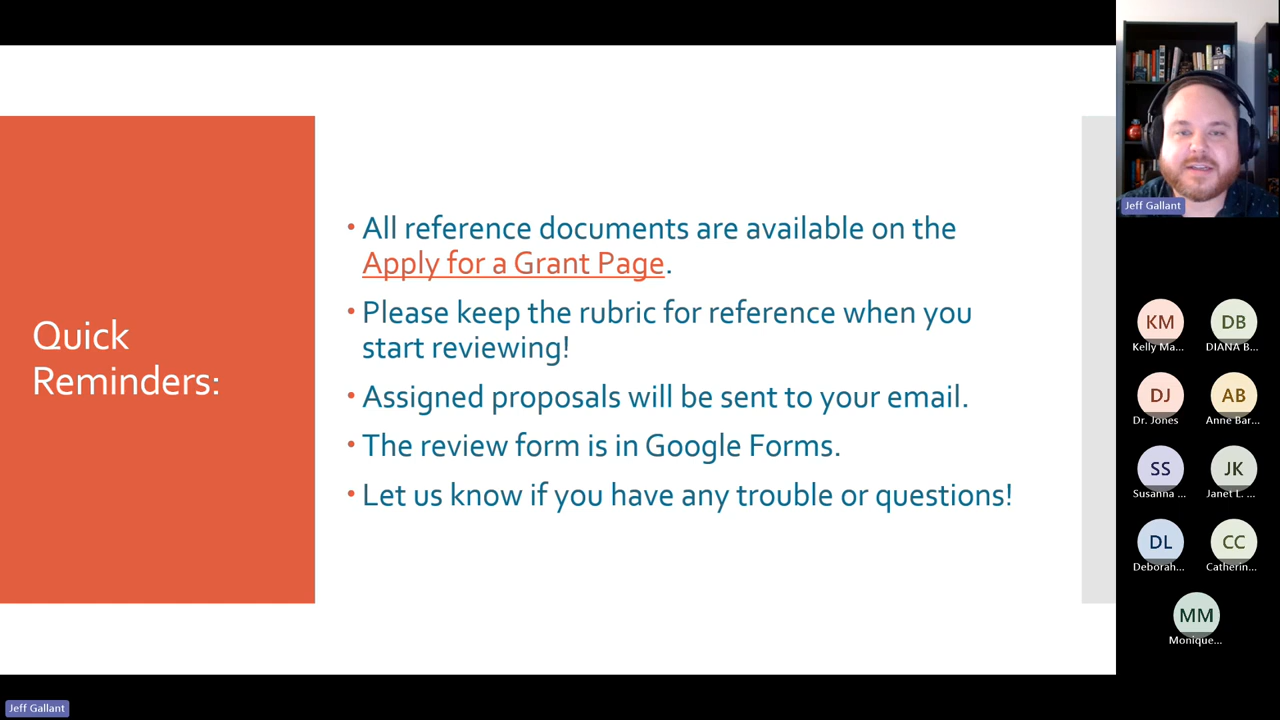 Quick
Reminders:
• All reference documents are available on the
Apply for a Grant Page.
• Please keep the rubric for reference when you
start reviewing!
• Assigned proposals will be sent to your email.
• The review form is in Google Forms.
• Let us know if you have any trouble or questions!
Jeff Gallant
KM
Kelly Ma...
DB
DIANA B...
DJ
Dr. Jones
AB
Anne Bar...
SS
Susanna ...
JK
Janet L. ...
DL
Deborah...
CC
Catherin...
MM
Monique...
Jeff Gallant